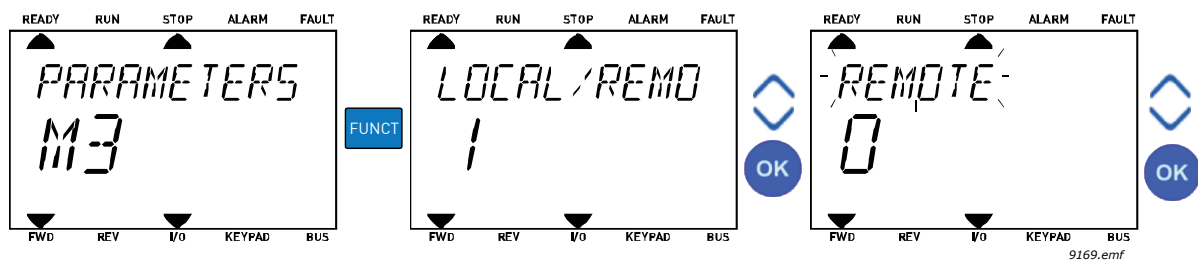 READY RUN STOP ALARM FAULT
PARAMETERS
M3
FWD REV I/O KEYPAD BUS
FUNCT
READY RUN STOP ALARM FAULT
LOCAL/REMO
1
FWD REV I/O KEYPAD BUS
OK
READY RUN STOP ALARM FAULT
REMOTE
0
FWD REV I/O KEYPAD BUS
OK
9169.emf